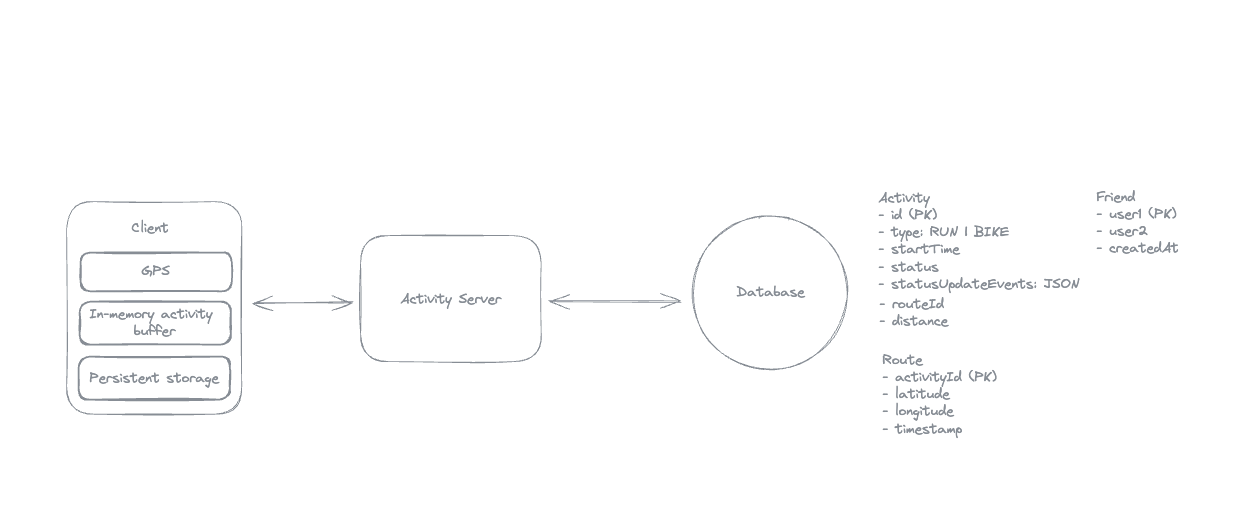 Client
GPS
In-memory activity
buffer
Persistent storage
Activity Server
Database
Activity
- id (PK)
- type: RUN | BIKE
- startTime
- status
- statusUpdateEvents: JSON
- routeId
- distance
Friend
- user1 (PK)
- user2
- createdAt
Route
- activityId (PK)
- latitude
- longitude
- timestamp